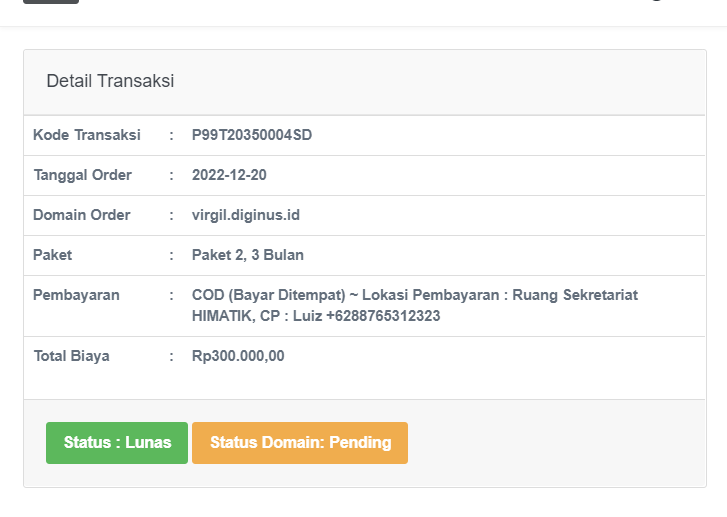 Detail Transaksi
Kode Transaksi : P99T20350004SD
Tanggal Order : 2022-12-20
Domain Order : virgil.diginus.id
Paket : Paket 2, 3 Bulan
Pembayaran : COD (Bayar Ditempat) ~ Lokasi Pembayaran : Ruang Sekretariat
HIMATIK, CP : Luiz +6288765312323
Total Biaya : Rp300.000,00
Status : Lunas Status Domain: Pending